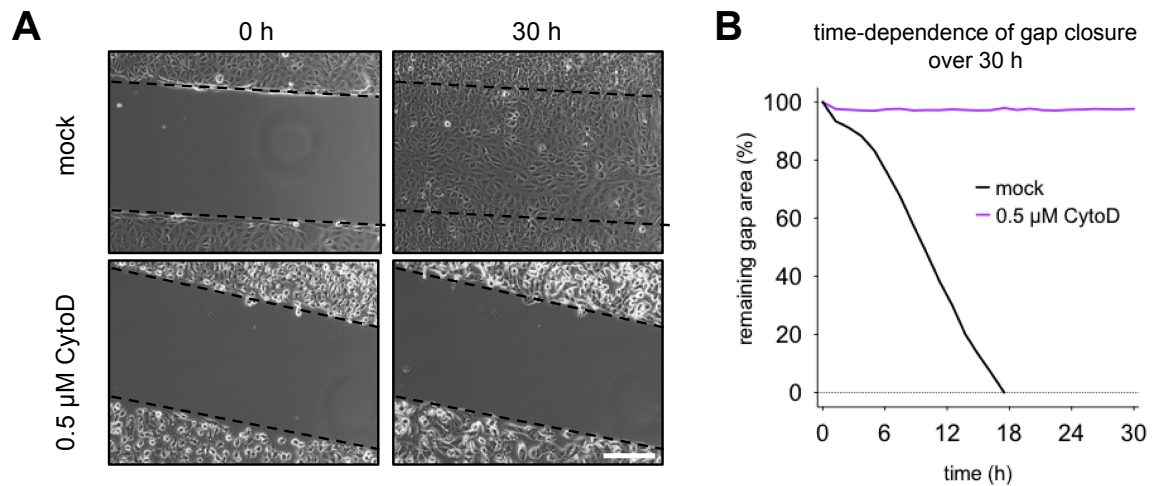 A
0 h
30 h
mock
0.5 µM CytoD
B
time-dependence of gap closure
over 30 h
remaining gap area (%)
100
80
60
40
20
0
mock
0.5 µM CytoD
0
6
12
18
24
30
time (h)